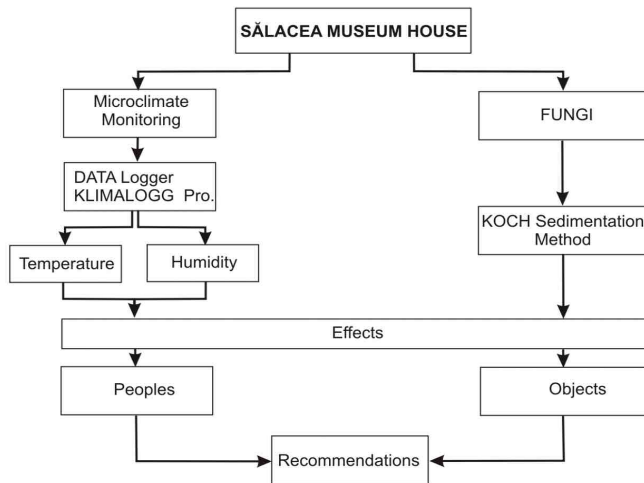 SĂLACEA MUSEUM HOUSE
Microclimate
Monitoring
FUNGI
DATA Logger
KLIMALOGG Pro.
KOCH Sedimentation
Method
Temperature
Humidity
Effects
Peoples
Objects
Recommendations